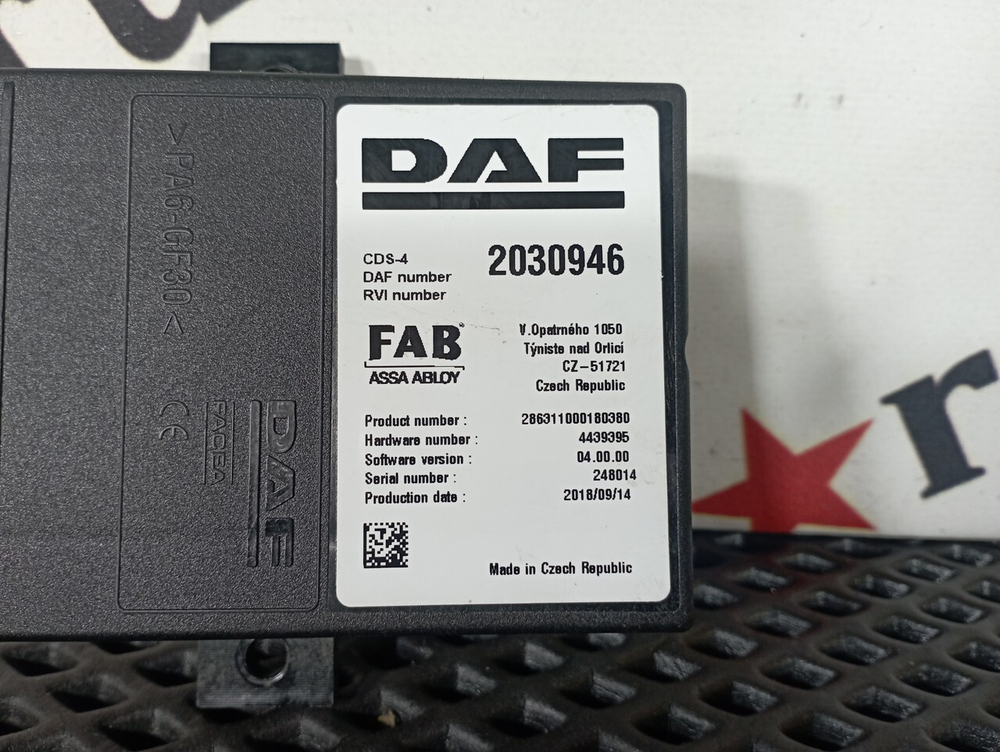 >PA6-GF30<
CE
FACBA
DAF
DAF
CDS-4
DAF number 2030946
RVI number
FAB®
ASSA ABLOY
V.Opatrného 1050
Týniste nad Orlicí
CZ-51721
Czech Republic
Product number : 286311000180380
Hardware number : 4439395
Software version : 04.00.00
Serial number : 248014
Production date : 2018/09/14
Made in Czech Republic
r